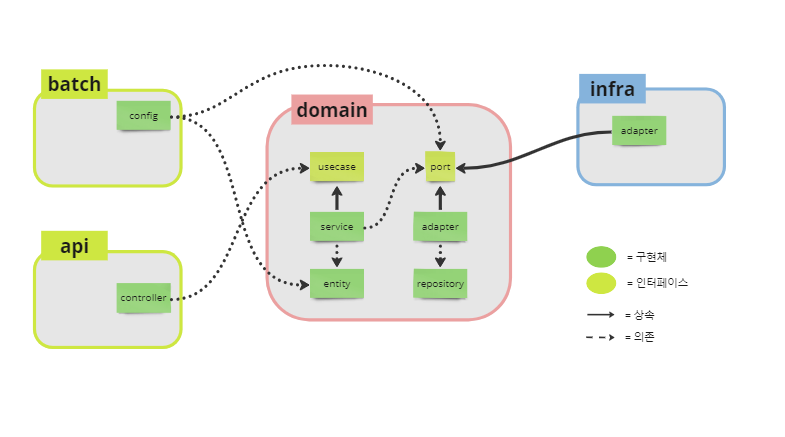 batch
config
api
controller
domain
usecase
port
service
adapter
entity
repository
infra
adapter
= 구현체
= 인터페이스
= 상속
= 의존